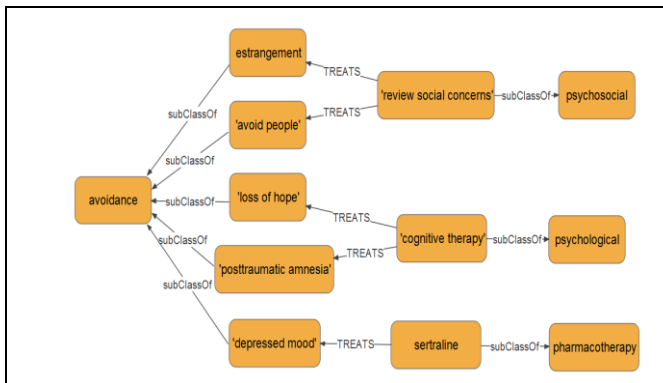 estrangement
TREATS
'review social concerns'
subClassOf
psychosocial
TREATS
subClassOf
'avoid people'
subClassOf
avoidance
subClassOf
'loss of hope'
TREATS
'cognitive therapy'
subClassOf
psychological
TREATS
subClassOf
'posttraumatic amnesia'
subClassOf
'depressed mood'
TREATS
sertraline
subClassOf
pharmacotherapy